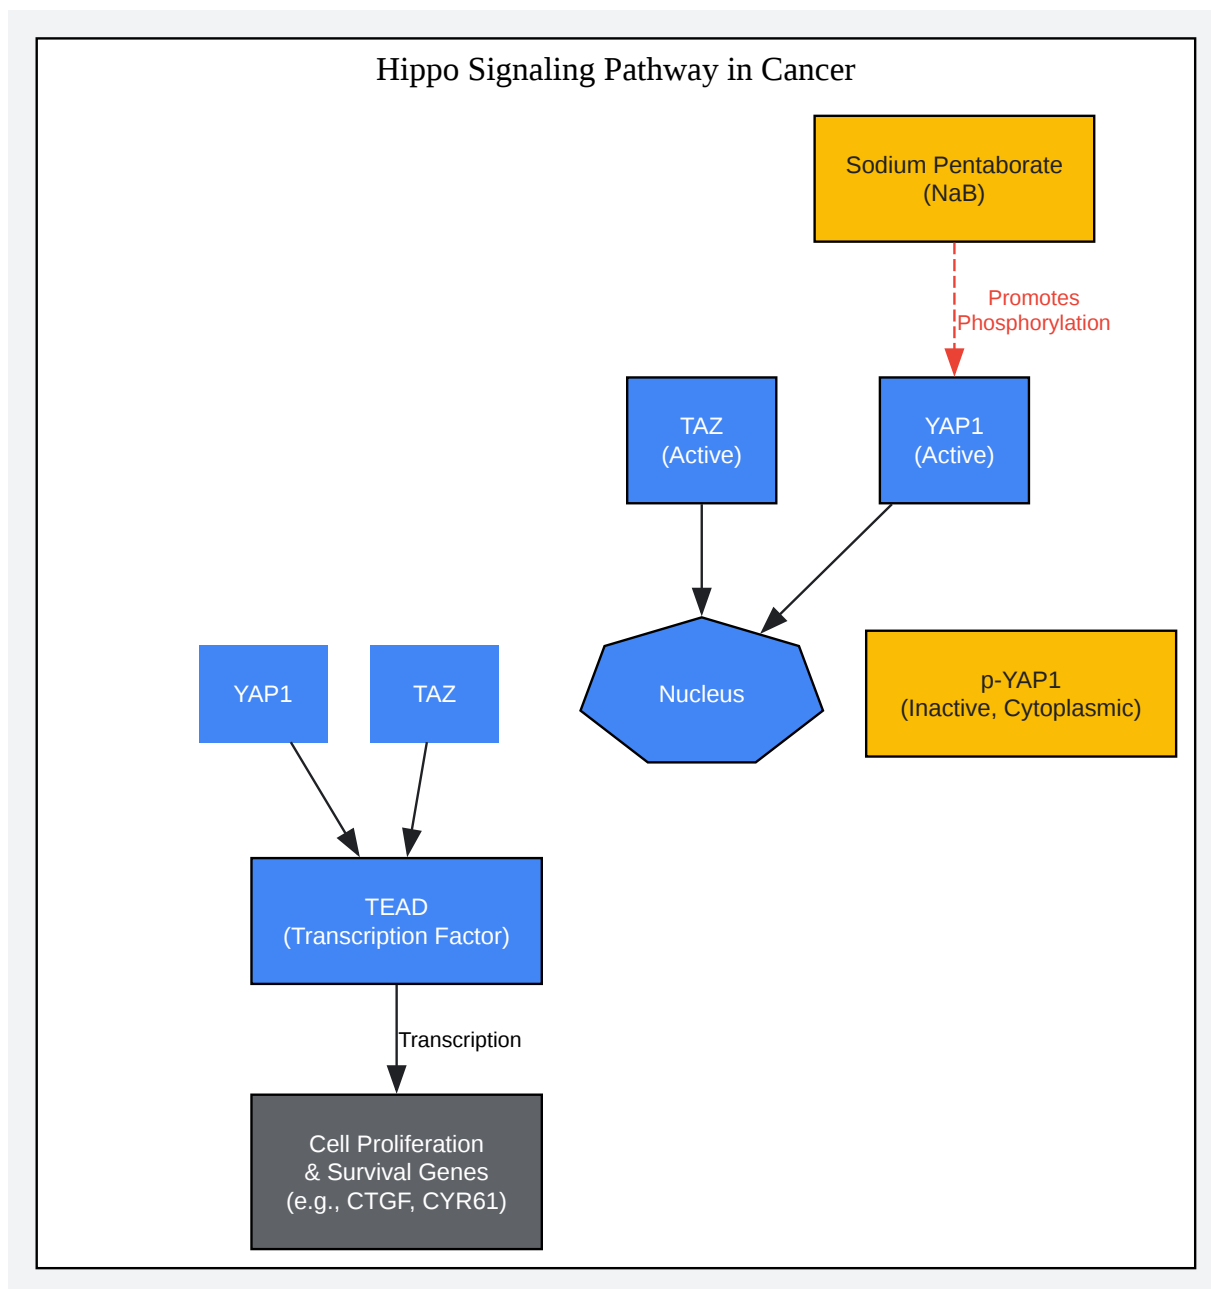 Hippo Signaling Pathway in Cancer
Sodium Pentaborate
(NaB)
Promotes
Phosphorylation
TAZ
(Active)
YAP1
(Active)
YAP1
TAZ
Nucleus
p-YAP1
(Inactive, Cytoplasmic)
TEAD
(Transcription Factor)
Transcription
Cell Proliferation
& Survival Genes
(e.g., CTGF, CYR61)